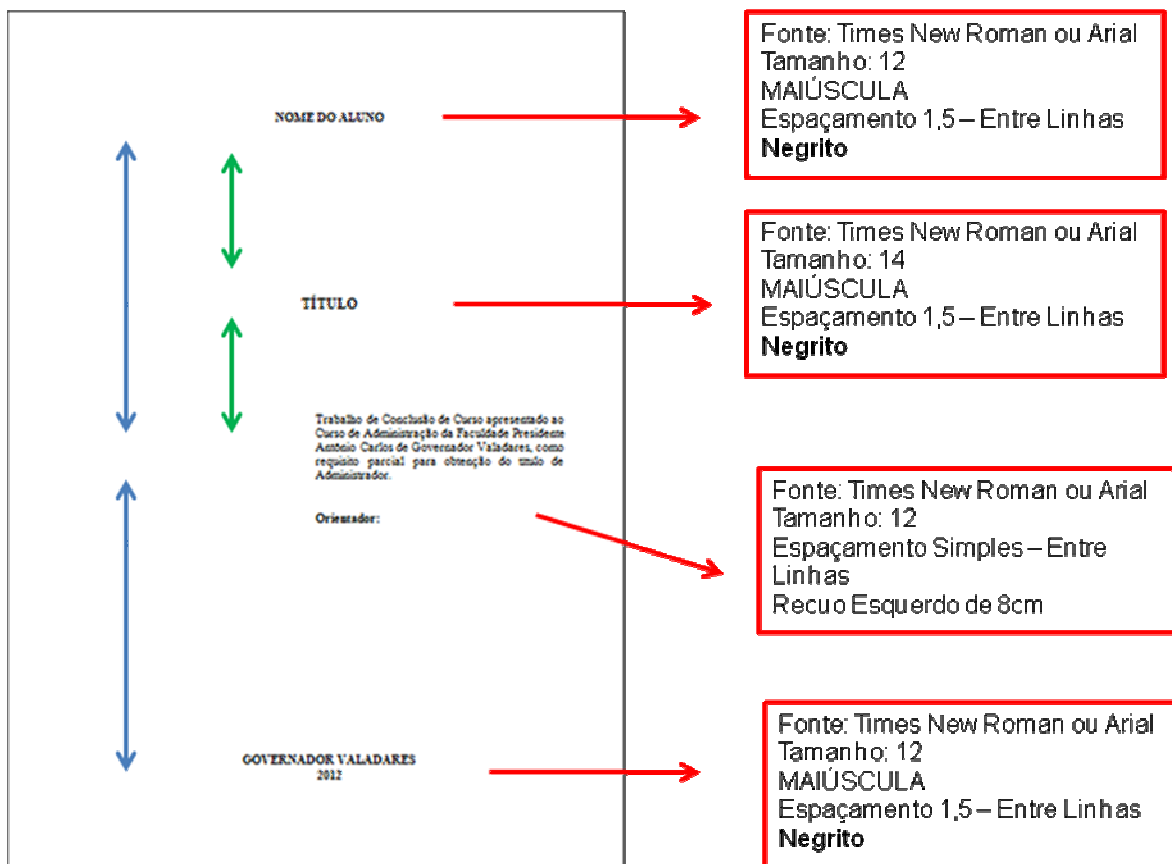 NOME DO ALUNO
TÍTULO
Trabalho de Conclusão de Curso apresentado ao
Curso de Administração da Faculdade Presidente
Antônio Carlos de Governador Valadares, como
requisito parcial para obtenção do título de
Administrador.
Orientador:
GOVERNADOR VALADARES
2012
Fonte: Times New Roman ou Arial
Tamanho: 12
MAIÚSCULA
Espaçamento 1,5 – Entre Linhas
Negrito
Fonte: Times New Roman ou Arial
Tamanho: 14
MAIÚSCULA
Espaçamento 1,5 – Entre Linhas
Negrito
Fonte: Times New Roman ou Arial
Tamanho: 12
Espaçamento Simples – Entre
Linhas
Recuo Esquerdo de 8cm
Fonte: Times New Roman ou Arial
Tamanho: 12
MAIÚSCULA
Espaçamento 1,5 – Entre Linhas
Negrito